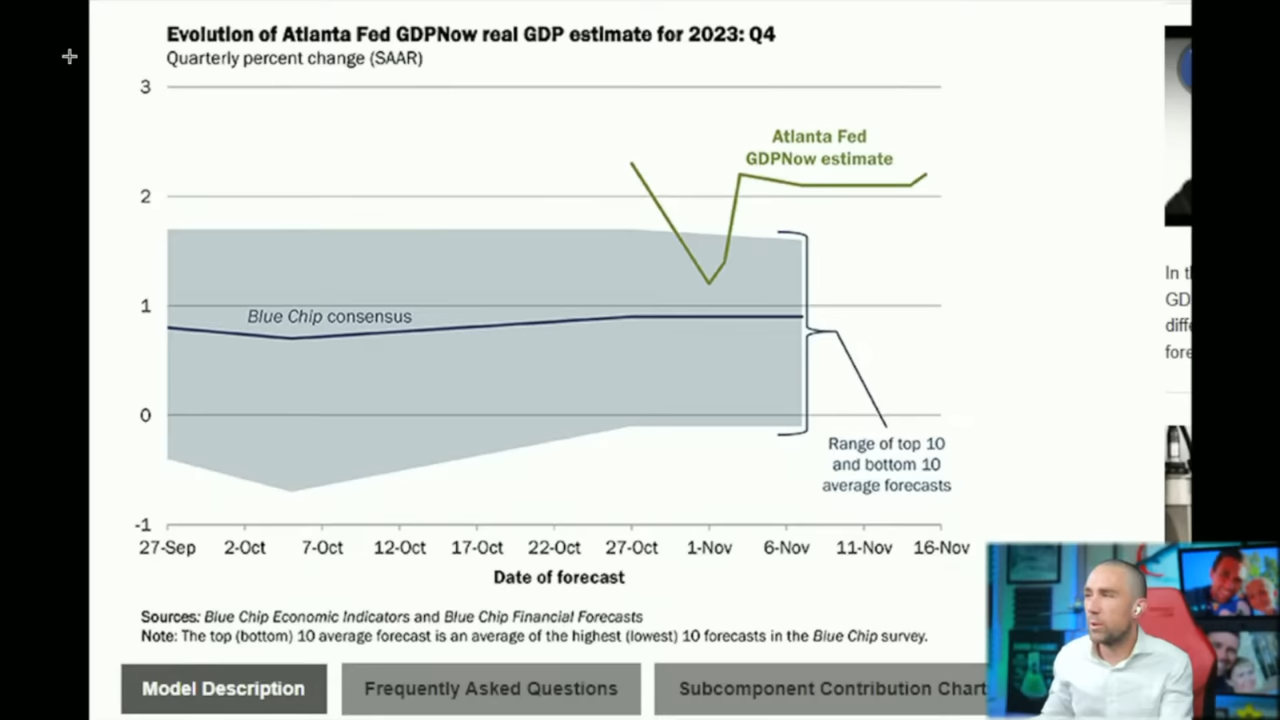 Evolution of Atlanta Fed GDPNow real GDP estimate for 2023: Q4
Quarterly percent change (SAAR)
3
Atlanta Fed
GDPNow estimate
2
1
Blue Chip consensus
0
Range of top 10
and bottom 10
average forecasts
-1
27-Sep 2-Oct 7-Oct 12-Oct 17-Oct 22-Oct 27-Oct 1-Nov 6-Nov 11-Nov 16-Nov
Date of forecast
Sources: Blue Chip Economic Indicators and Blue Chip Financial Forecasts
Note: The top (bottom) 10 average forecast is an average of the highest (lowest) 10 forecasts in the Blue Chip survey.
Model Description
Frequently Asked Questions
Subcomponent Contribution Chart
In
GD
diffe
fore